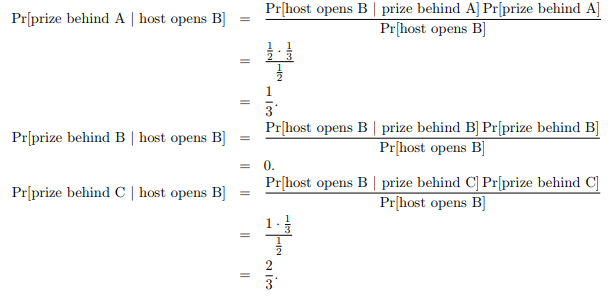 Pr[prize behind A | host opens B] = Pr[host opens B | prize behind A] Pr[prize behind A] / Pr[host opens B]
= (1/2 · 1/3) / (1/2)
= 1/3.
Pr[prize behind B | host opens B] = Pr[host opens B | prize behind B] Pr[prize behind B] / Pr[host opens B]
= 0.
Pr[prize behind C | host opens B] = Pr[host opens B | prize behind C] Pr[prize behind C] / Pr[host opens B]
= (1 · 1/3) / (1/2)
= 2/3.